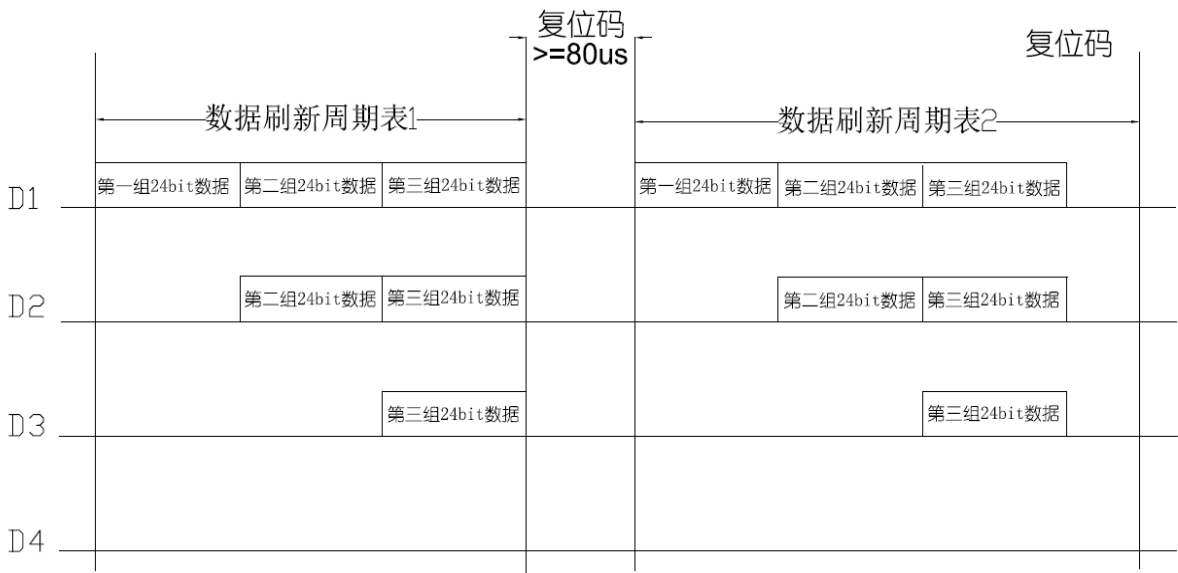 复位码
>=80us
复位码
数据刷新周期表1
数据刷新周期表2
D1
第一组24bit数据
第二组24bit数据
第三组24bit数据
第一组24bit数据
第二组24bit数据
第三组24bit数据
D2
第二组24bit数据
第三组24bit数据
第二组24bit数据
第三组24bit数据
D3
第三组24bit数据
第三组24bit数据
D4